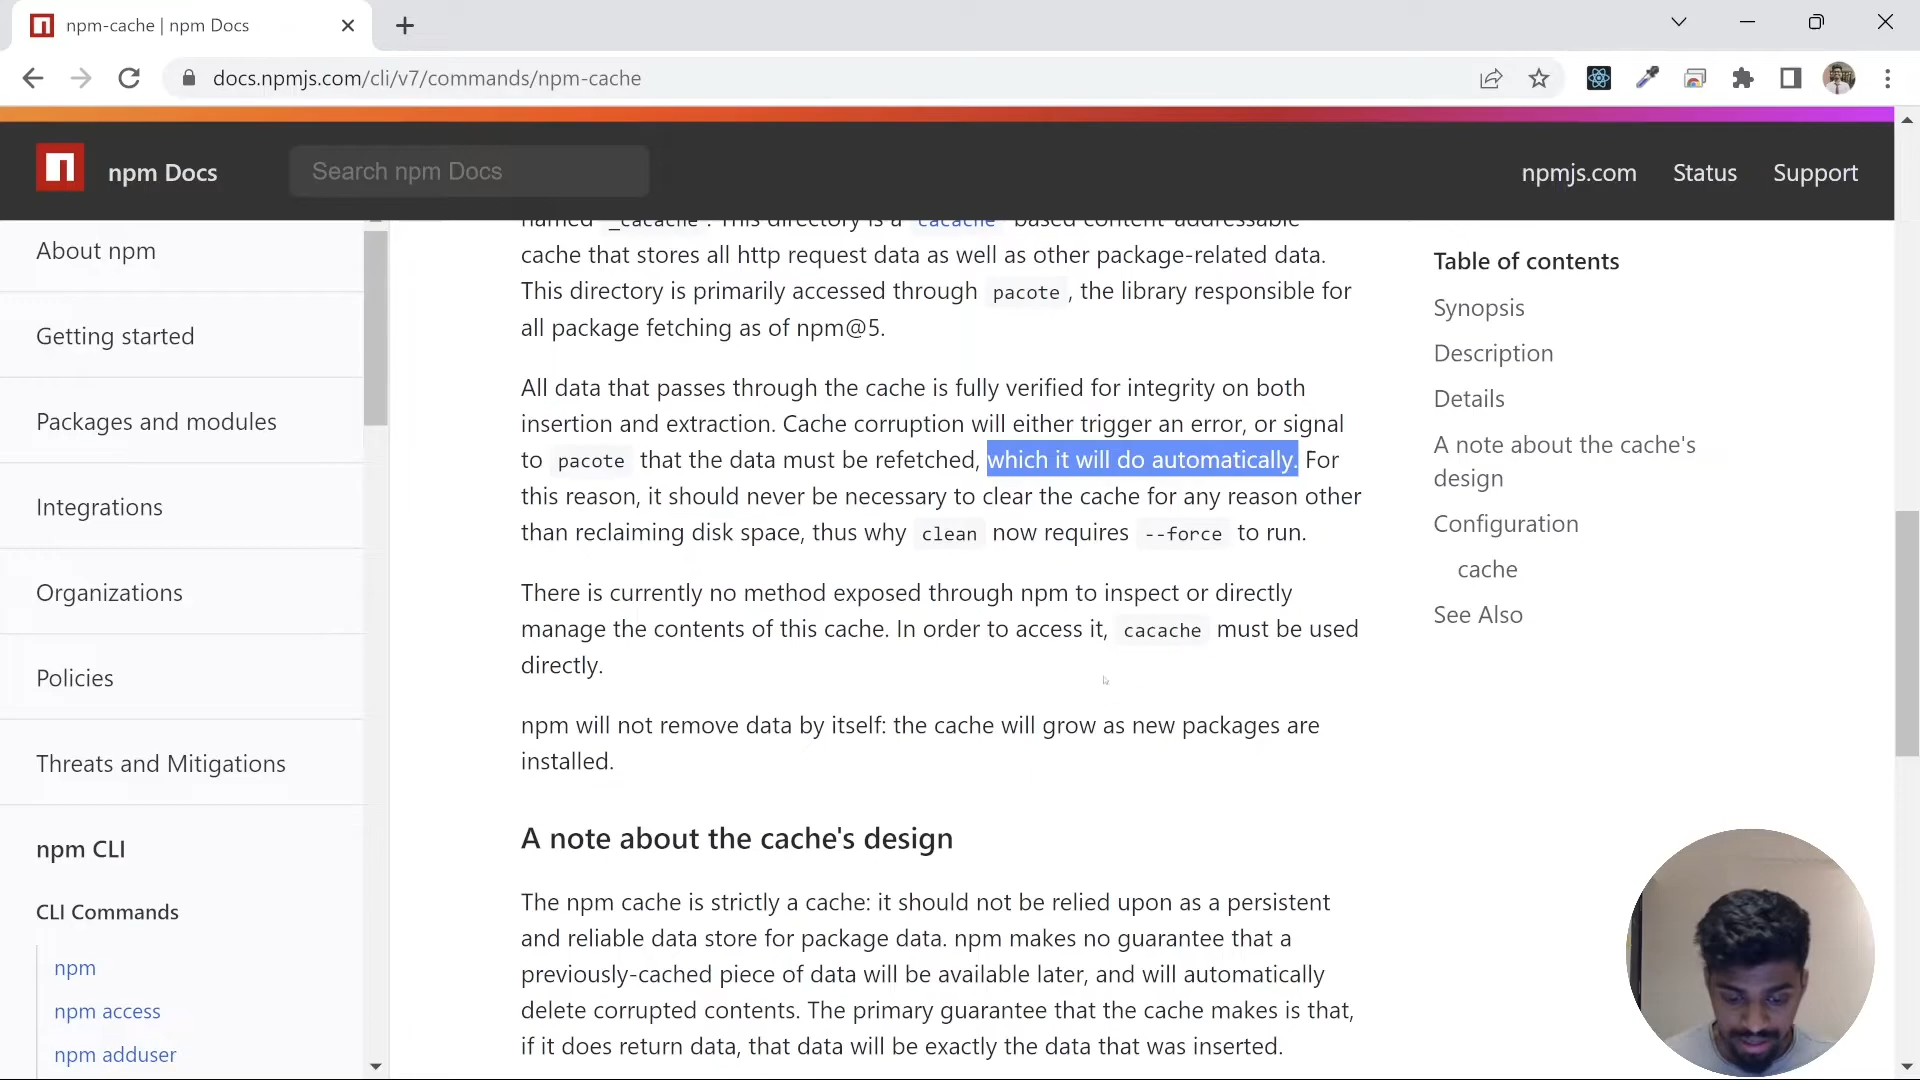 npm-cache | npm Docs
docs.npmjs.com/cli/v7/commands/npm-cache
npm Docs
Search npm Docs
npmjs.com
Status
Support
About npm
Getting started
Packages and modules
Integrations
Organizations
Policies
Threats and Mitigations
npm CLI
CLI Commands
npm
npm access
npm adduser
named `_cacache`. This directory is a cacache based content-addressable
cache that stores all http request data as well as other package-related data.
This directory is primarily accessed through pacote, the library responsible for
all package fetching as of npm@5.
All data that passes through the cache is fully verified for integrity on both
insertion and extraction. Cache corruption will either trigger an error, or signal
to pacote that the data must be refetched, which it will do automatically. For
this reason, it should never be necessary to clear the cache for any reason other
than reclaiming disk space, thus why clean now requires --force to run.
There is currently no method exposed through npm to inspect or directly
manage the contents of this cache. In order to access it, cacache must be used
directly.
npm will not remove data by itself: the cache will grow as new packages are
installed.
A note about the cache's design
The npm cache is strictly a cache: it should not be relied upon as a persistent
and reliable data store for package data. npm makes no guarantee that a
previously-cached piece of data will be available later, and will automatically
delete corrupted contents. The primary guarantee that the cache makes is that,
if it does return data, that data will be exactly the data that was inserted.
Table of contents
Synopsis
Description
Details
A note about the cache's
design
Configuration
cache
See Also